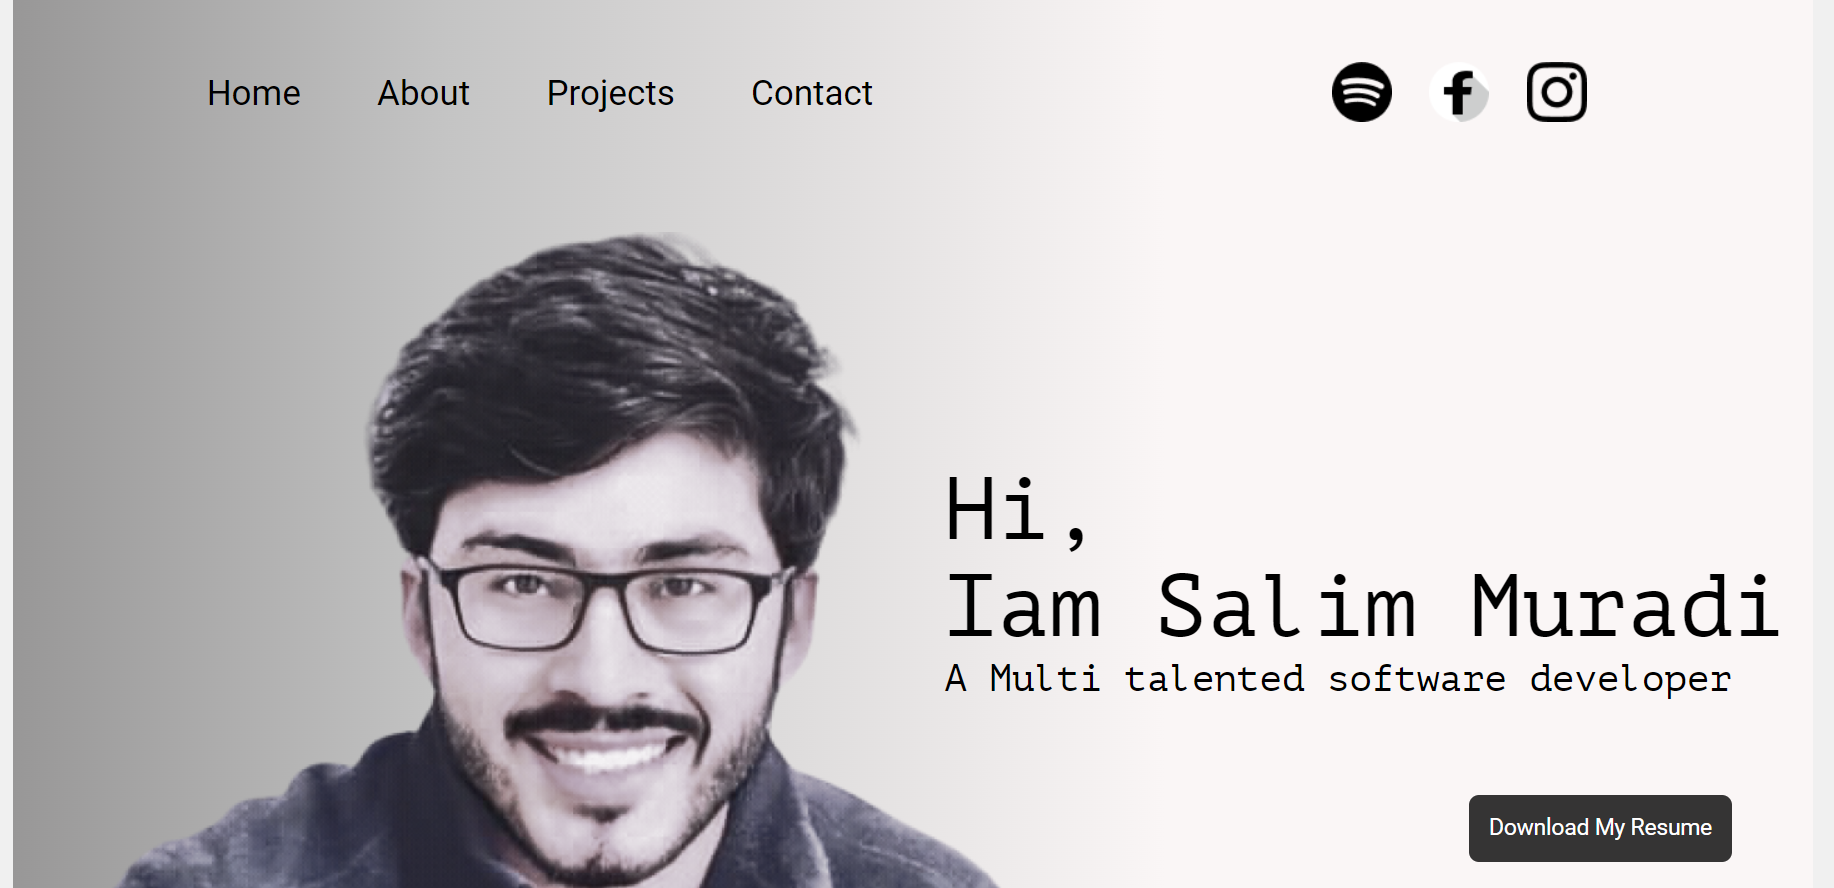 Home About Projects Contact
Hi,
Iam Salim Muradi
A Multi talented software developer
Download My Resume